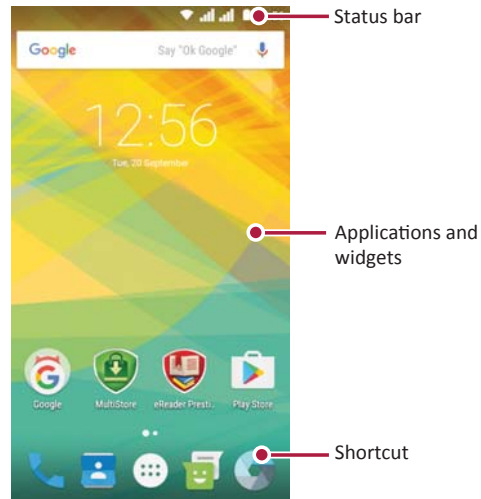 Status bar
Google Say "Ok Google"
12:56
Tue, 20 September
Applications and
widgets
Google MultiStore eReader Presti.. Play Store
Shortcut